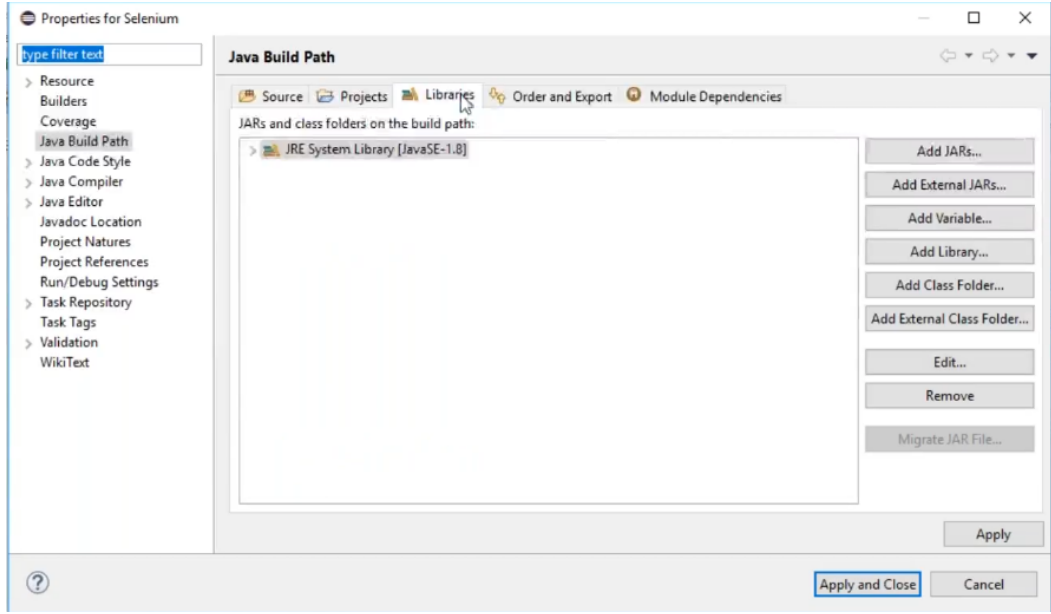 Properties for Selenium
type filter text
Resource
Builders
Coverage
Java Build Path
Java Code Style
Java Compiler
Java Editor
Javadoc Location
Project Natures
Project References
Run/Debug Settings
Task Repository
Task Tags
Validation
WikiText
Java Build Path
Source Projects Libraries Order and Export Module Dependencies
JARs and class folders on the build path:
JRE System Library [JavaSE-1.8]
Add JARs...
Add External JARs...
Add Variable...
Add Library...
Add Class Folder...
Add External Class Folder...
Edit...
Remove
Migrate JAR File...
Apply
Apply and Close Cancel